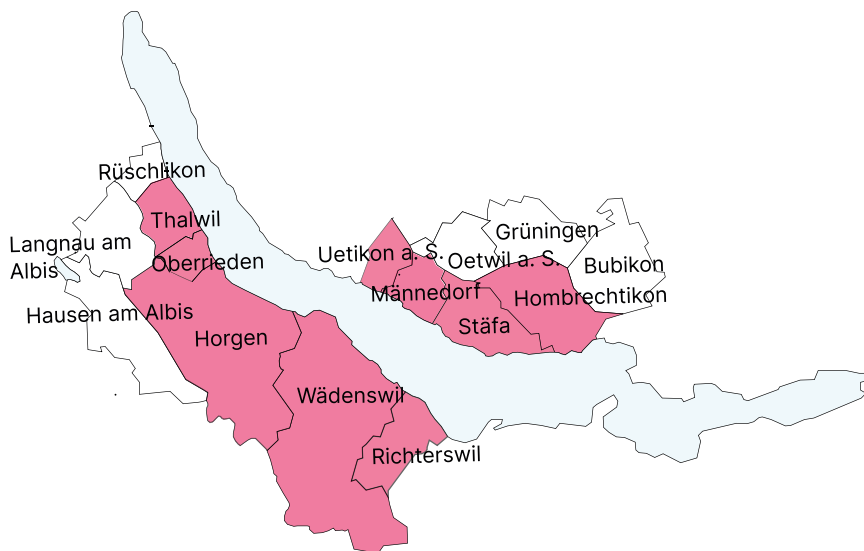 Rüschlikon
Thalwil
Grüningen
Langnau am
Albis
Uetikon a. S.
Oetwil a. S.
Oberrieden
Bubikon
Männedorf
Hombrechtikon
Hausen am Albis
Stäfa
Horgen
Wädenswil
Richterswil